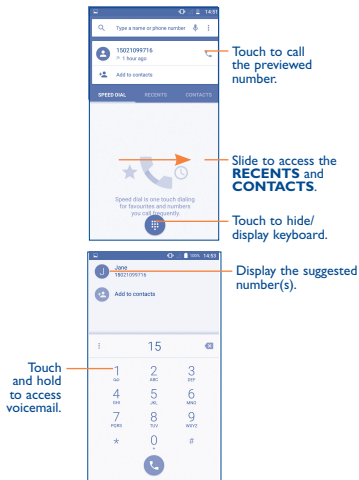 14:51
Type a name or phone number
15021099716
1 hour ago
Add to contacts
SPEED DIAL RECENTS CONTACTS
Speed dial is one touch dialing
for favourites and numbers
you call frequently.
Touch to call
the previewed
number.
Slide to access the
RECENTS and
CONTACTS.
Touch to hide/
display keyboard.
100% 14:53
Jane
15021099716
Add to contacts
Display the suggested
number(s).
15
1 2 3
ABC DEF
4 5 6
GHI JKL MNO
7 8 9
PQRS TUV WXYZ
* 0 #
+
Touch
and hold
to access
voicemail.